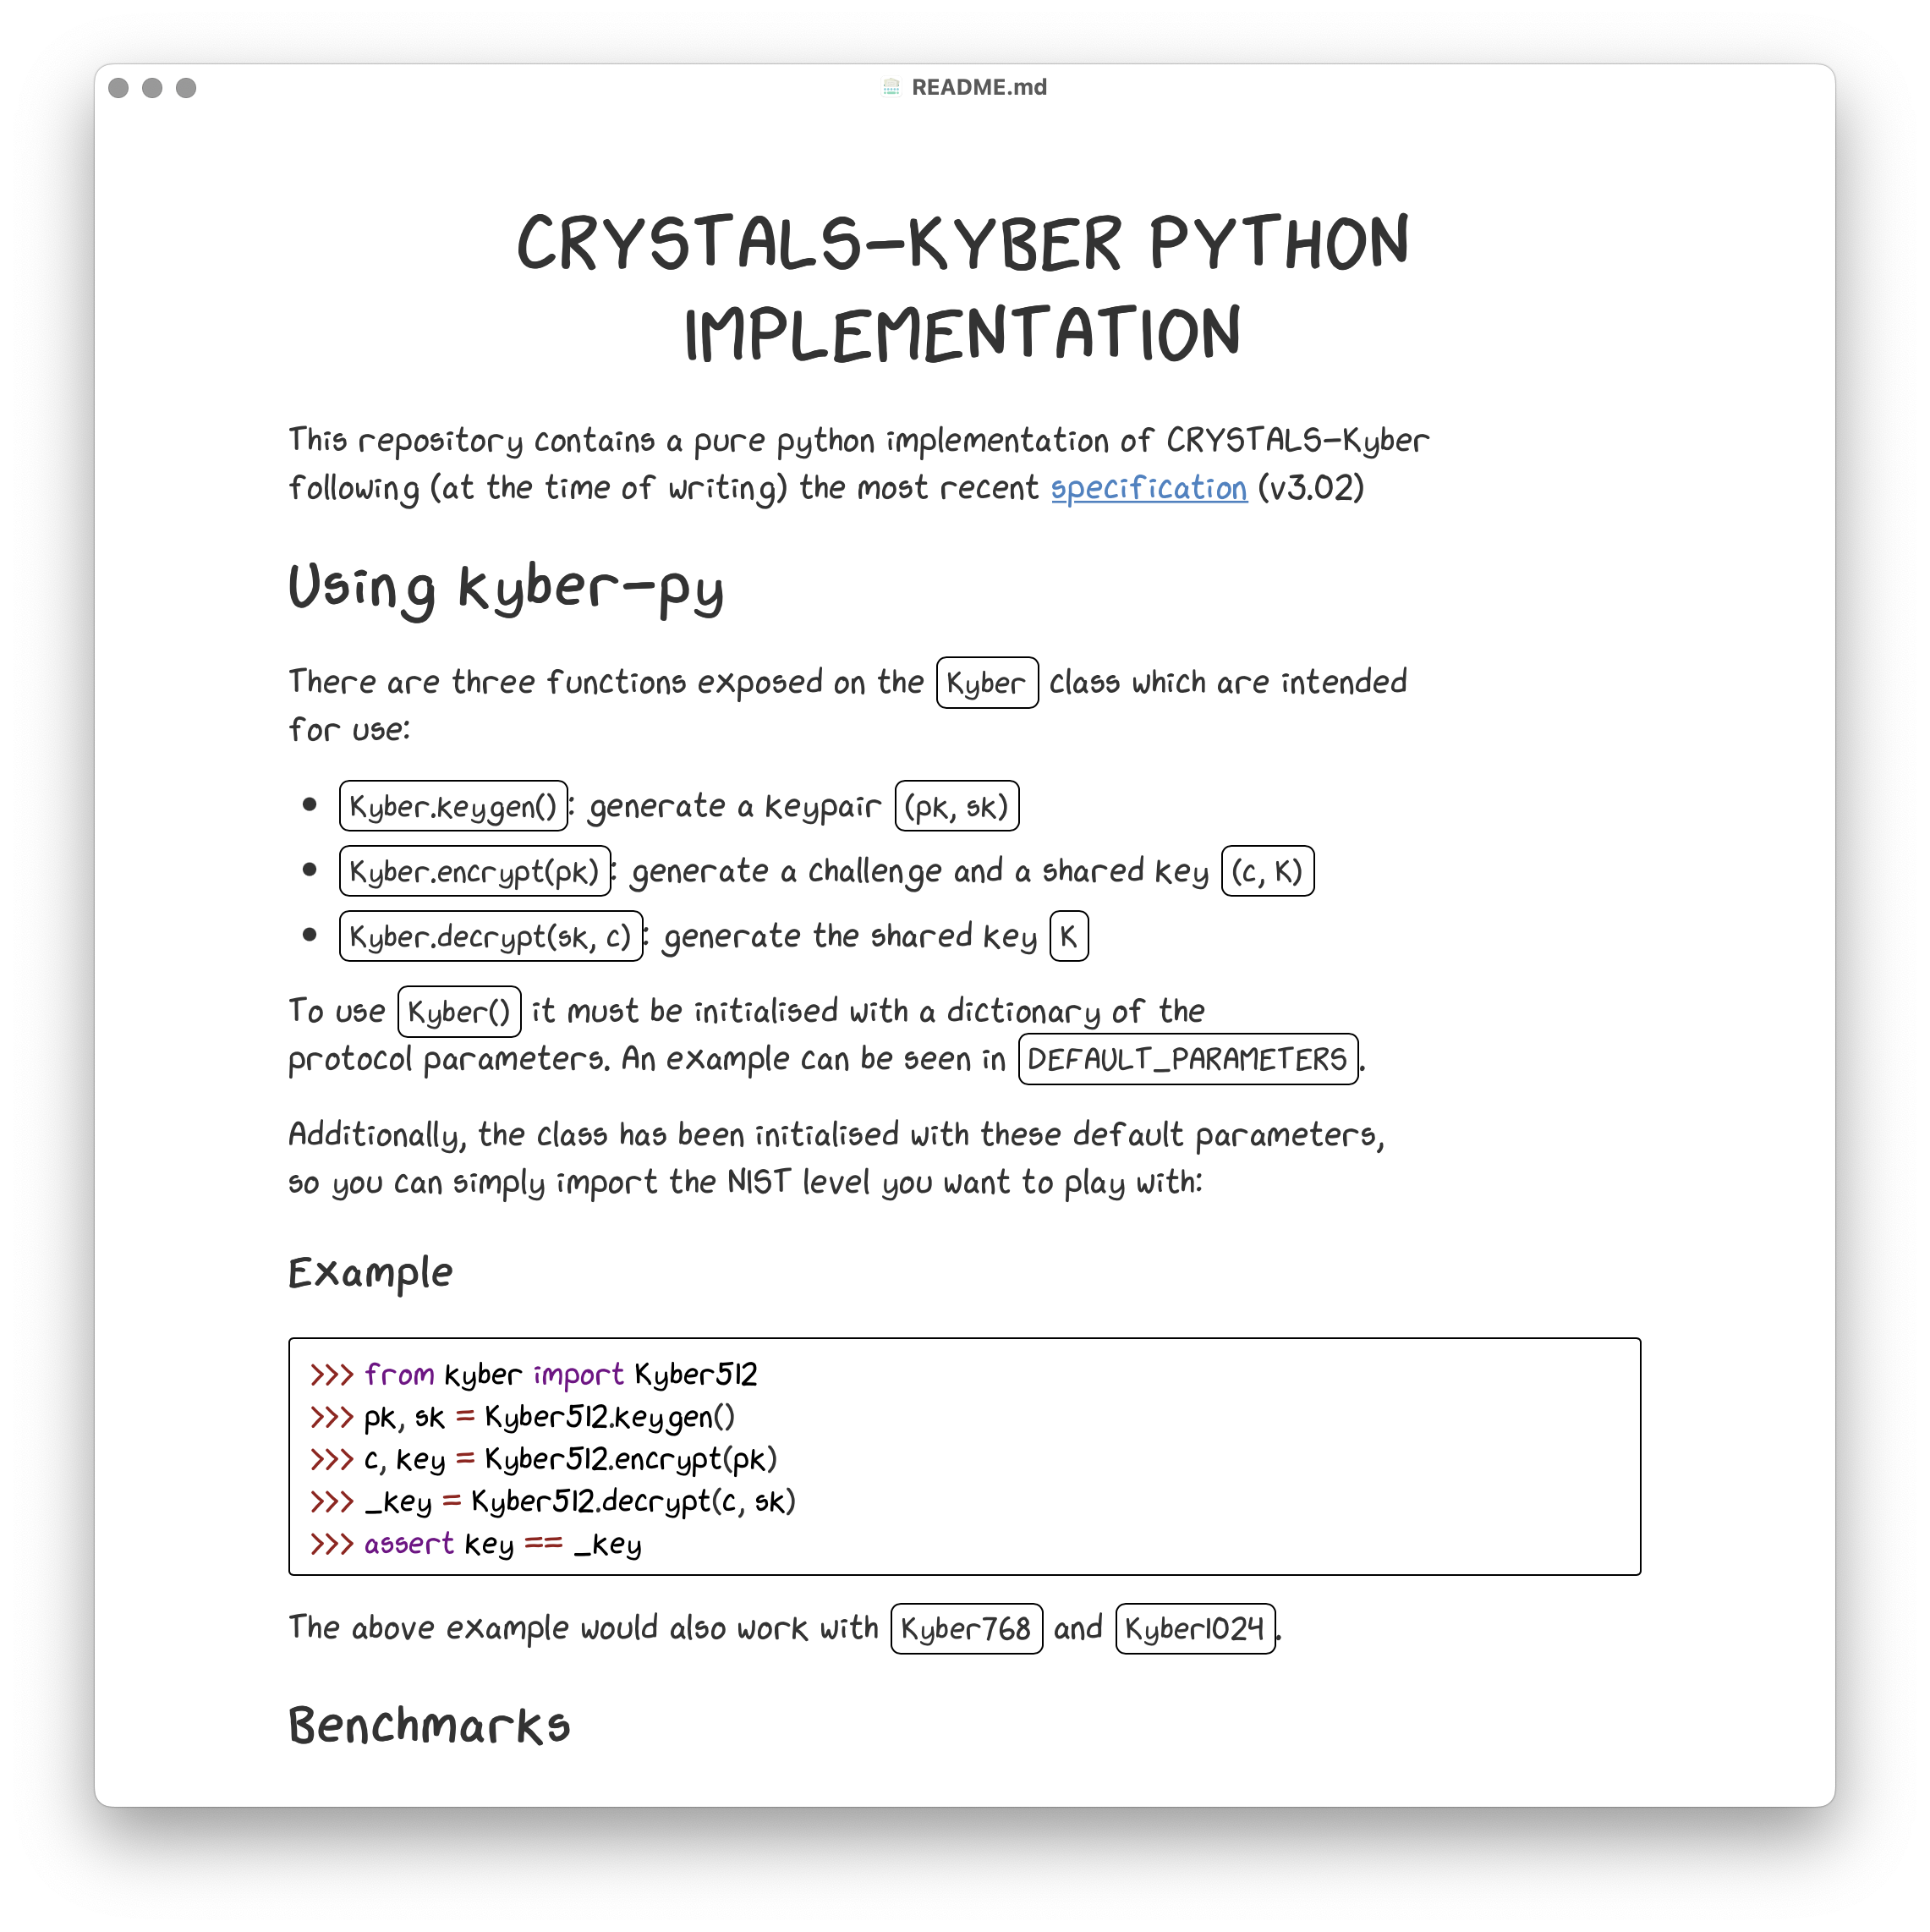 README.md
CRYSTALS-KYBER PYTHON
IMPLEMENTATION
This repository contains a pure python implementation of CRYSTALS-Kyber
following (at the time of writing) the most recent specification (v3.02)
Using kyber-py
There are three functions exposed on the Kyber class which are intended
for use:
• Kyber.keygen(): generate a keypair (pk, sk)
• Kyber.encrypt(pk): generate a challenge and a shared key (c, K)
• Kyber.decrypt(sk, c): generate the shared key K
To use Kyber() it must be initialised with a dictionary of the
protocol parameters. An example can be seen in DEFAULT_PARAMETERS.
Additionally, the class has been initialised with these default parameters,
so you can simply import the NIST level you want to play with:
Example
>>> from kyber import Kyber512
>>> pk, sk = Kyber512.keygen()
>>> c, key = Kyber512.encrypt(pk)
>>> _key = Kyber512.decrypt(c, sk)
>>> assert key == _key
The above example would also work with Kyber768 and Kyber1024.
Benchmarks